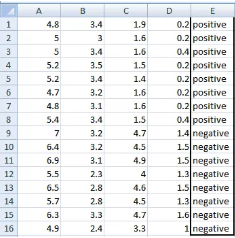 A B C D E
1 4.8 3.4 1.9 0.2 positive
2 5 3 1.6 0.2 positive
3 5 3.4 1.6 0.4 positive
4 5.2 3.5 1.5 0.2 positive
5 5.2 3.4 1.4 0.2 positive
6 4.7 3.2 1.6 0.2 positive
7 4.8 3.1 1.6 0.2 positive
8 5.4 3.4 1.5 0.4 positive
9 7 3.2 4.7 1.4 negative
10 6.4 3.2 4.5 1.5 negative
11 6.9 3.1 4.9 1.5 negative
12 5.5 2.3 4 1.3 negative
13 6.5 2.8 4.6 1.5 negative
14 5.7 2.8 4.5 1.3 negative
15 6.3 3.3 4.7 1.6 negative
16 4.9 2.4 3.3 1 negative